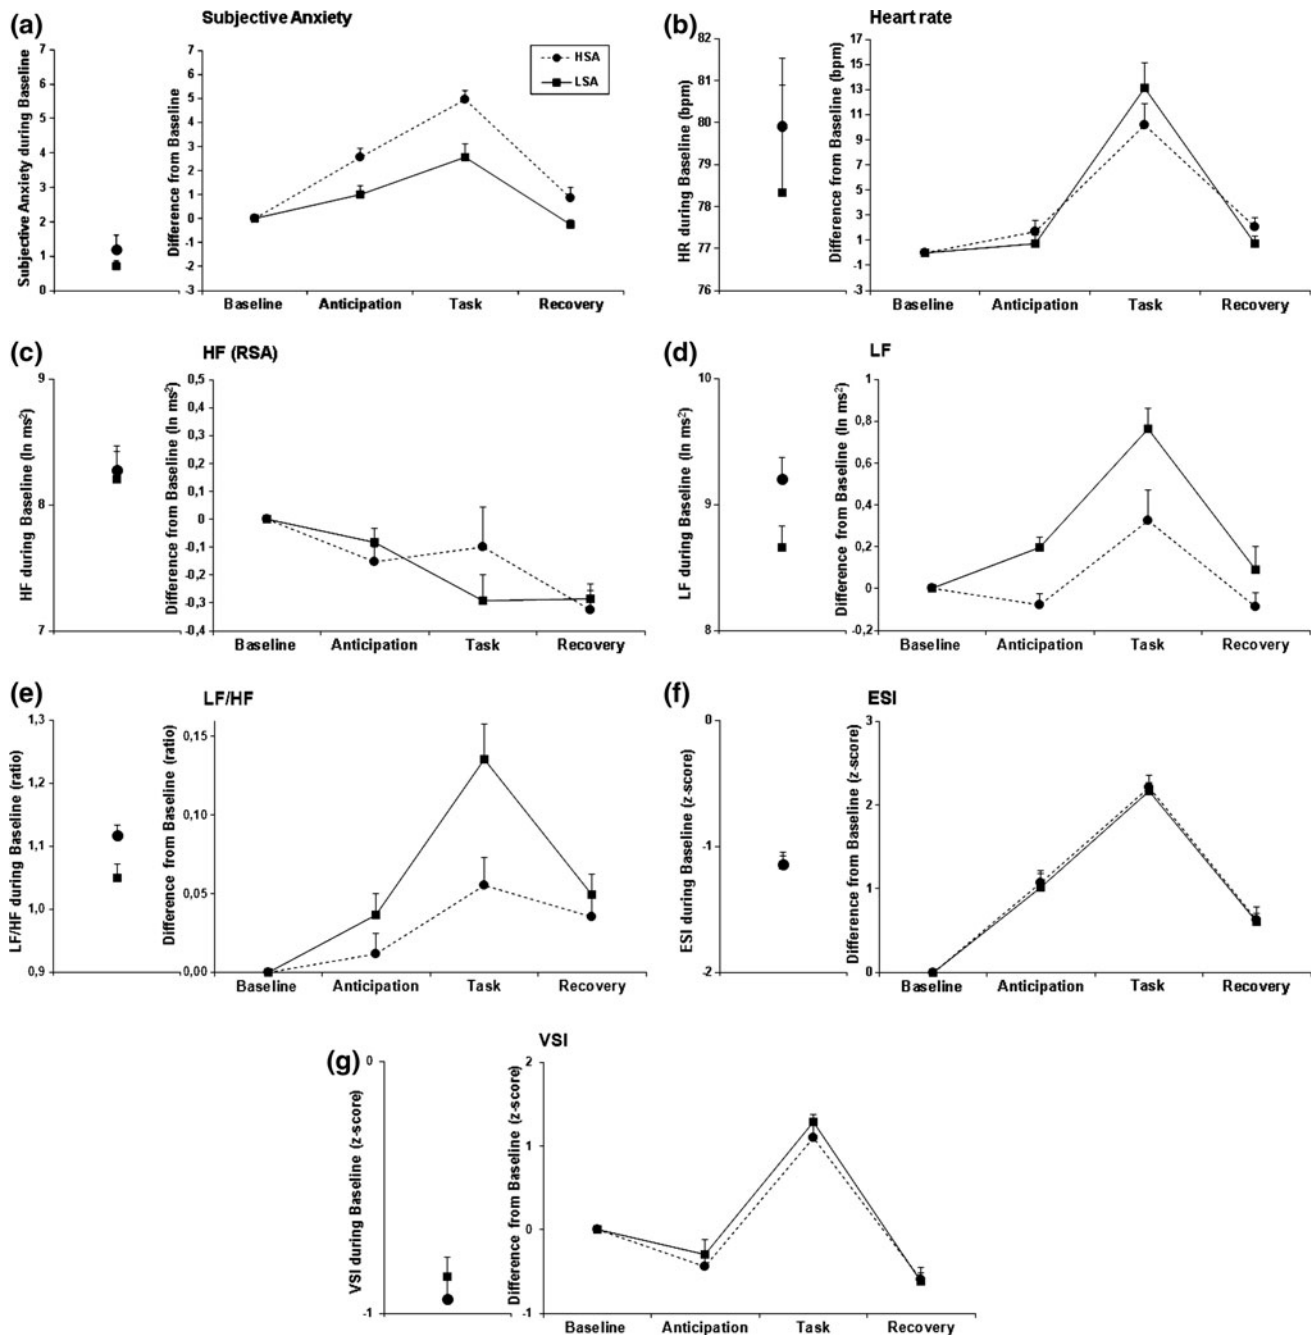 (a)
Subjective Anxiety
Subjective Anxiety during Baseline
7
6
5
4
3
2
1
0
Difference from Baseline
7
6
5
4
3
2
1
0
-1
-2
-3
HSA
LSA
Baseline Anticipation Task Recovery
(b)
Heart rate
HR during Baseline (bpm)
82
81
80
79
78
77
76
Difference from Baseline (bpm)
17
15
13
11
9
7
5
3
1
-1
-3
Baseline Anticipation Task Recovery
(c)
HF (RSA)
HF during Baseline (ln ms²)
9
8
7
Difference from Baseline (ln ms²)
0,5
0,4
0,3
0,2
0,1
0
-0,1
-0,2
-0,3
-0,4
Baseline Anticipation Task Recovery
(d)
LF
LF during Baseline (ln ms²)
10
9
8
Difference from Baseline (ln ms²)
1
0,8
0,6
0,4
0,2
0
-0,2
Baseline Anticipation Task Recovery
(e)
LF/HF
LF/HF during Baseline (ratio)
1,3
1,2
1,1
1,0
0,9
Difference from Baseline (ratio)
0,15
0,10
0,05
0,00
Baseline Anticipation Task Recovery
(f)
ESI
ESI during Baseline (z-score)
-0
-1
-2
Difference from Baseline (z-score)
3
2
1
0
Baseline Anticipation Task Recovery
(g)
VSI
VSI during Baseline (z-score)
0
-1
Difference from Baseline (z-score)
2
1
0
-1
Baseline Anticipation Task Recovery